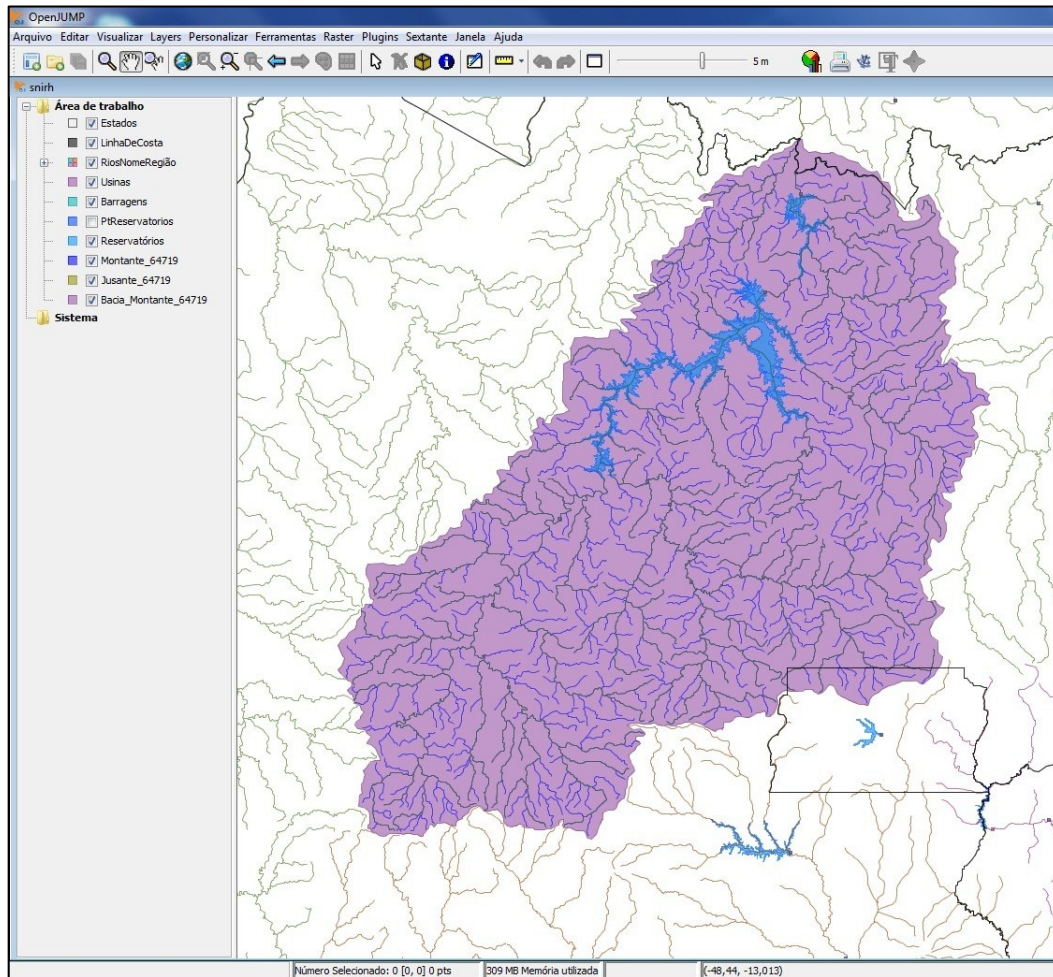 OpenJUMP
Arquivo Editar Visualizar Layers Personalizar Ferramentas Raster Plugins Sextante Janela Ajuda
5 m
snirh
Área de trabalho
Estados
LinhaDeCosta
RiosNomeRegião
Usinas
Barragens
PtReservatorios
Reservatórios
Montante_64719
Jusante_64719
Bacia_Montante_64719
Sistema
Número Selecionado: 0 [0, 0] 0 pts 309 MB Memória utilizada (-48,44, -13,013)